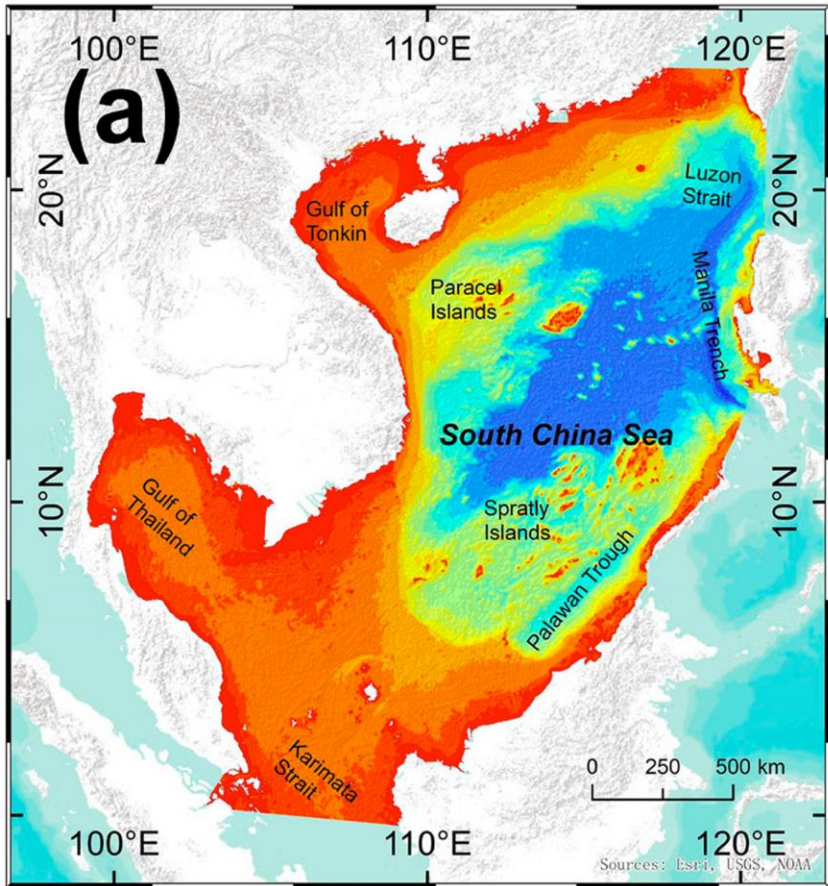 100°E 110°E 120°E
(a)
20°N 20°N
Luzon
Strait
Gulf of
Tonkin
Paracel
Islands
Manila Trench
South China Sea
10°N 10°N
Gulf of
Thailand
Spratly
Islands
Palawan Trough
Karimata
Strait
0 250 500 km
100°E 110°E 120°E
Sources: Esri, USGS, NOAA